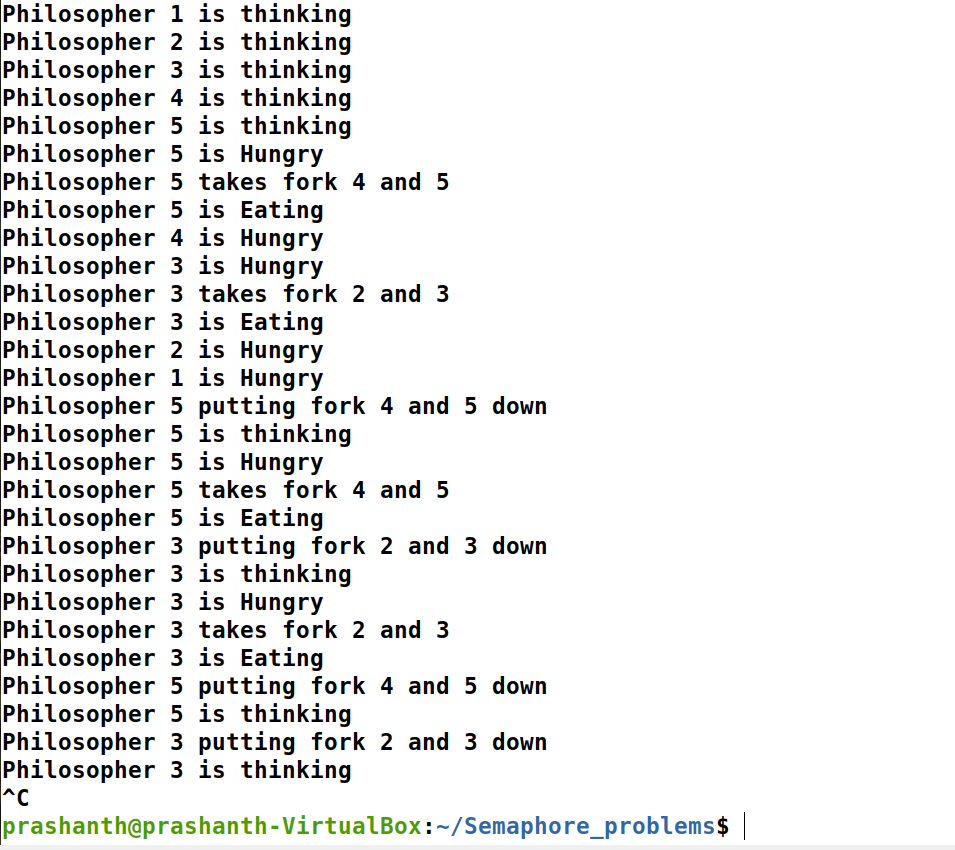 Philosopher 1 is thinking
Philosopher 2 is thinking
Philosopher 3 is thinking
Philosopher 4 is thinking
Philosopher 5 is thinking
Philosopher 5 is Hungry
Philosopher 5 takes fork 4 and 5
Philosopher 5 is Eating
Philosopher 4 is Hungry
Philosopher 3 is Hungry
Philosopher 3 takes fork 2 and 3
Philosopher 3 is Eating
Philosopher 2 is Hungry
Philosopher 1 is Hungry
Philosopher 5 putting fork 4 and 5 down
Philosopher 5 is thinking
Philosopher 5 is Hungry
Philosopher 5 takes fork 4 and 5
Philosopher 5 is Eating
Philosopher 3 putting fork 2 and 3 down
Philosopher 3 is thinking
Philosopher 3 is Hungry
Philosopher 3 takes fork 2 and 3
Philosopher 3 is Eating
Philosopher 5 putting fork 4 and 5 down
Philosopher 5 is thinking
Philosopher 3 putting fork 2 and 3 down
Philosopher 3 is thinking
^C
prashanth@prashanth-VirtualBox:~/Semaphore_problems$